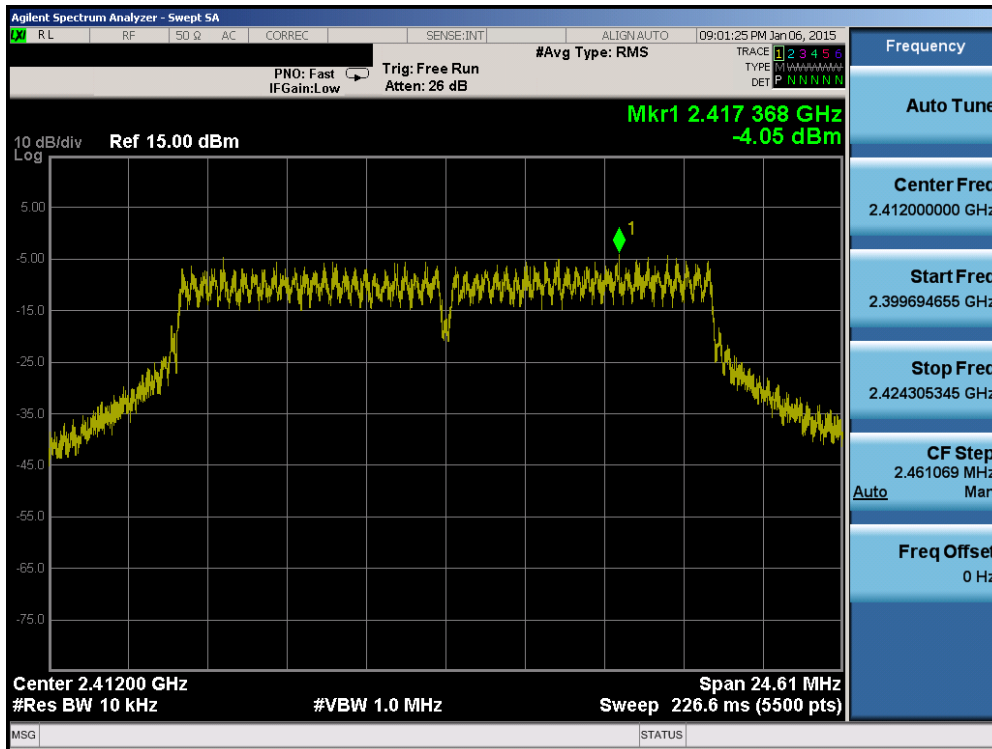 Agilent Spectrum Analyzer - Swept SA
LXI RL RF 50 Ω AC CORREC SENSE:INT ALIGN AUTO 09:01:25 PM Jan 06, 2015
#Avg Type: RMS TRACE 1 2 3 4 5 6
PNO: Fast Trig: Free Run TYPE M WWWWW
IFGain:Low Atten: 26 dB DET P N N N N N
Mkr1 2.417 368 GHz
10 dB/div Ref 15.00 dBm -4.05 dBm
Log
5.00
1
-5.00
-15.0
-25.0
-35.0
-45.0
-55.0
-65.0
-75.0
Center 2.41200 GHz Span 24.61 MHz
#Res BW 10 kHz #VBW 1.0 MHz Sweep 226.6 ms (5500 pts)
MSG STATUS
Frequency
Auto Tune
Center Freq
2.412000000 GHz
Start Freq
2.399694655 GHz
Stop Freq
2.424305345 GHz
CF Step
2.461069 MHz
Auto Man
Freq Offset
0 Hz